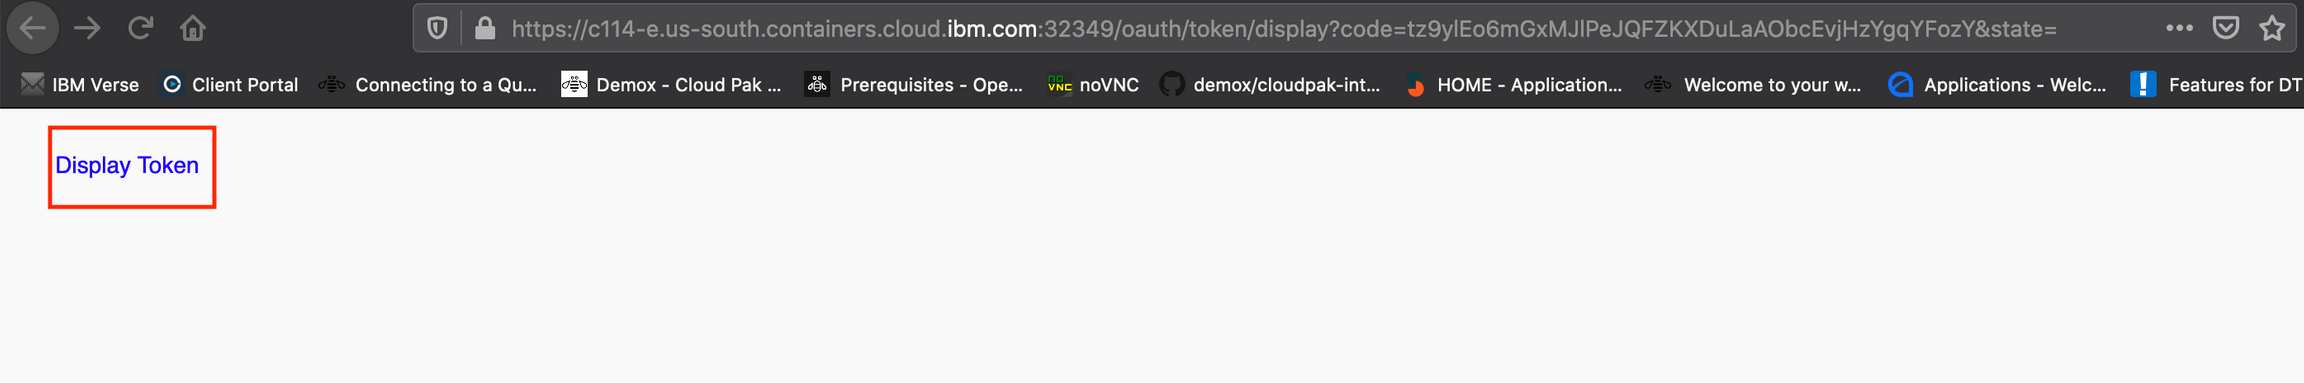 https://c114-e.us-south.containers.cloud.ibm.com:32349/oauth/token/display?code=tz9ylEo6mGxMJlPeJQFZKXDuLaAObcEvjHzYgqYFozY&state=
IBM Verse Client Portal Connecting to a Qu... Demox - Cloud Pak ... Prerequisites - Ope... noVNC noVNC demox/cloudpak-int... HOME - Application... Welcome to your w... Applications - Welc... Features for DT
Display Token